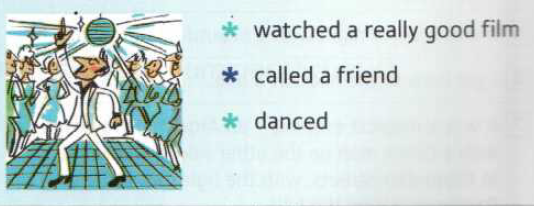 * watched a really good film
* called a friend
* danced